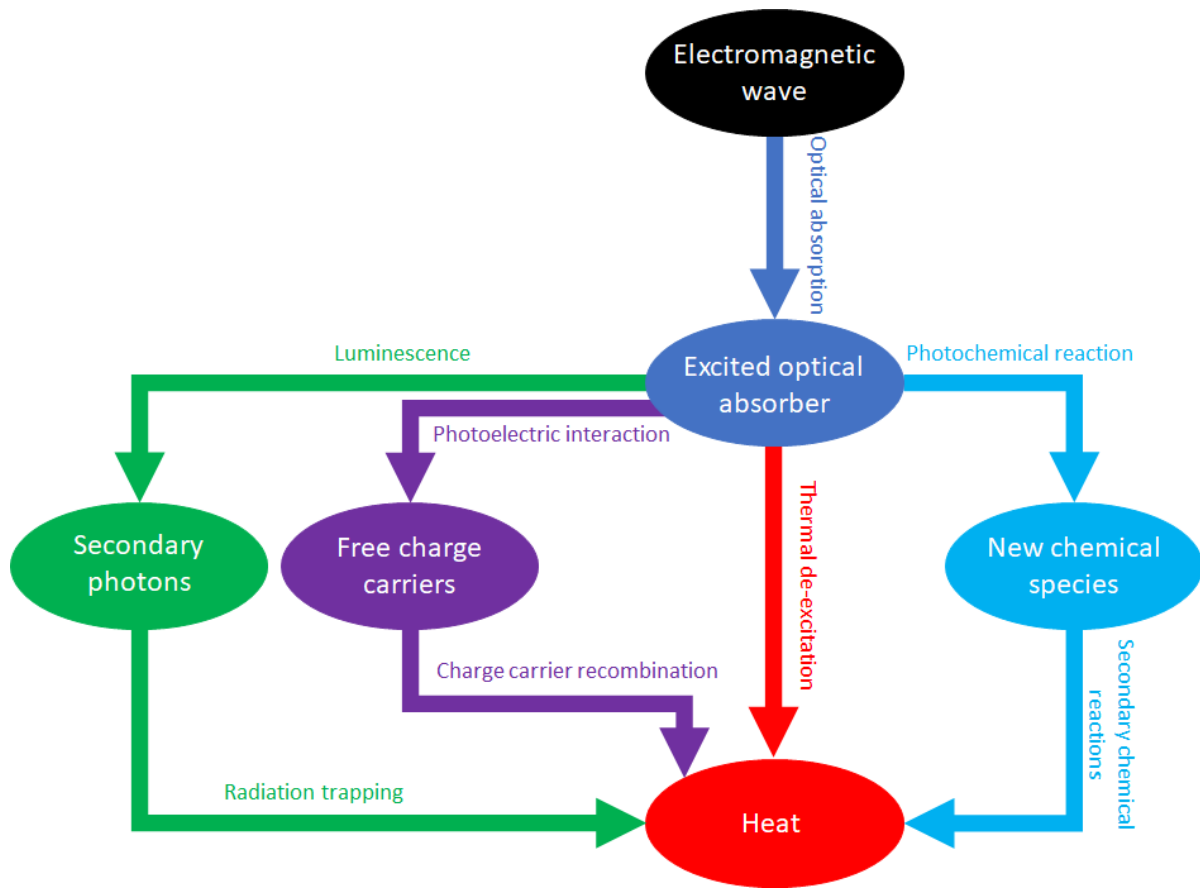 Electromagnetic
wave
Optical absorption
Luminescence
Excited optical
absorber
Photochemical reaction
Photoelectric interaction
Secondary
photons
Free charge
carriers
Thermal de-excitation
New chemical
species
Charge carrier recombination
Secondary chemical
reactions
Radiation trapping
Heat